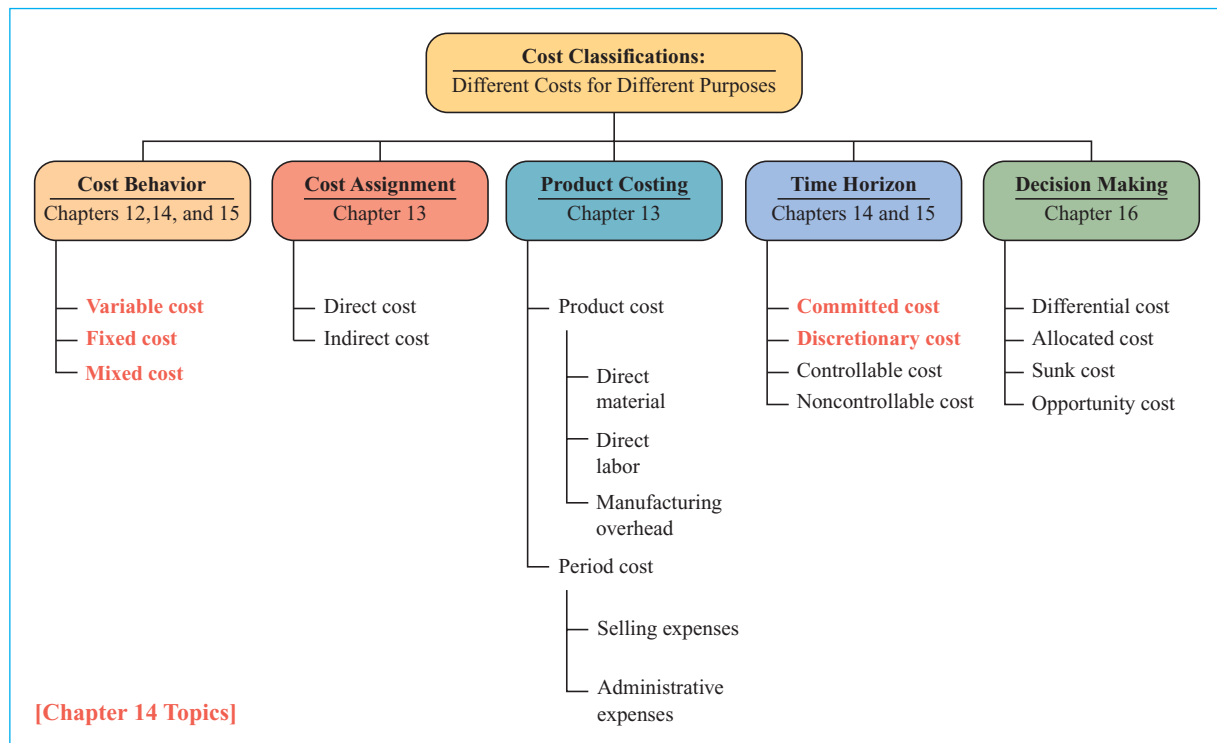 Cost Classifications:
Different Costs for Different Purposes
Cost Behavior
Chapters 12,14, and 15
Variable cost
Fixed cost
Mixed cost
Cost Assignment
Chapter 13
Direct cost
Indirect cost
Product Costing
Chapter 13
Product cost
Direct
material
Direct
labor
Manufacturing
overhead
Period cost
Selling expenses
Administrative
expenses
Time Horizon
Chapters 14 and 15
Committed cost
Discretionary cost
Controllable cost
Noncontrollable cost
Decision Making
Chapter 16
Differential cost
Allocated cost
Sunk cost
Opportunity cost
[Chapter 14 Topics]